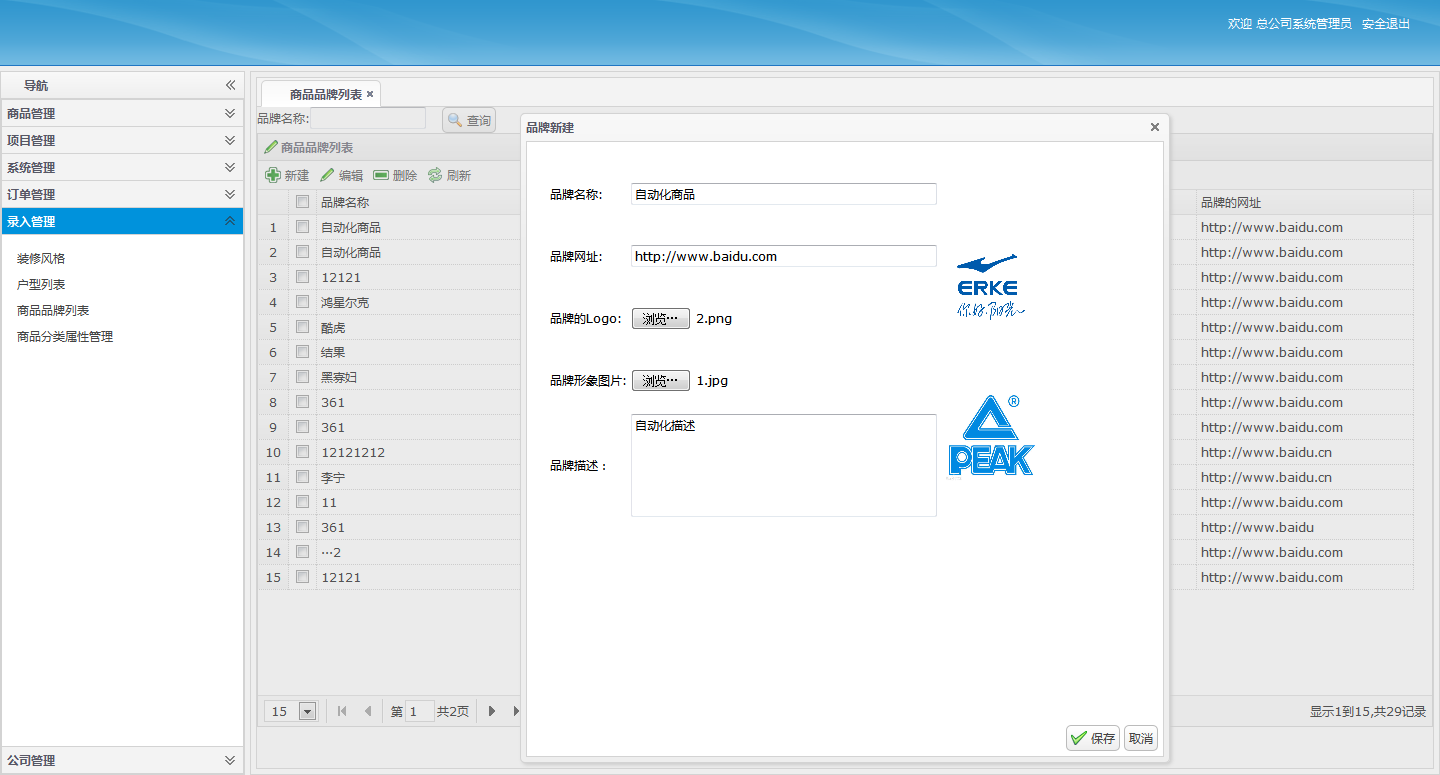 欢迎 总公司系统管理员 安全退出
导航
商品管理
项目管理
系统管理
订单管理
录入管理
装修风格
户型列表
商品品牌列表
商品分类属性管理
公司管理
商品品牌列表
品牌名称: 查询
商品品牌列表
新建 编辑 删除 刷新
品牌名称 品牌的网址
1 自动化商品 http://www.baidu.com
2 自动化商品 http://www.baidu.com
3 12121 http://www.baidu.com
4 鸿星尔克 http://www.baidu.com
5 酷虎 http://www.baidu.com
6 结果 http://www.baidu.com
7 黑寡妇 http://www.baidu.com
8 361 http://www.baidu.com
9 361 http://www.baidu.com
10 12121212 http://www.baidu.cn
11 李宁 http://www.baidu.cn
12 11 http://www.baidu.com
13 361 http://www.baidu
14 …2 http://www.baidu.com
15 12121 http://www.baidu.com
15 第 1 共2页 显示1到15,共29记录
品牌新建
品牌名称: 自动化商品
品牌网址: http://www.baidu.com
品牌的Logo: 浏览… 2.png
品牌形象图片: 浏览… 1.jpg
品牌描述： 自动化描述
ERKE
你好,阳光
PEAK®
保存 取消